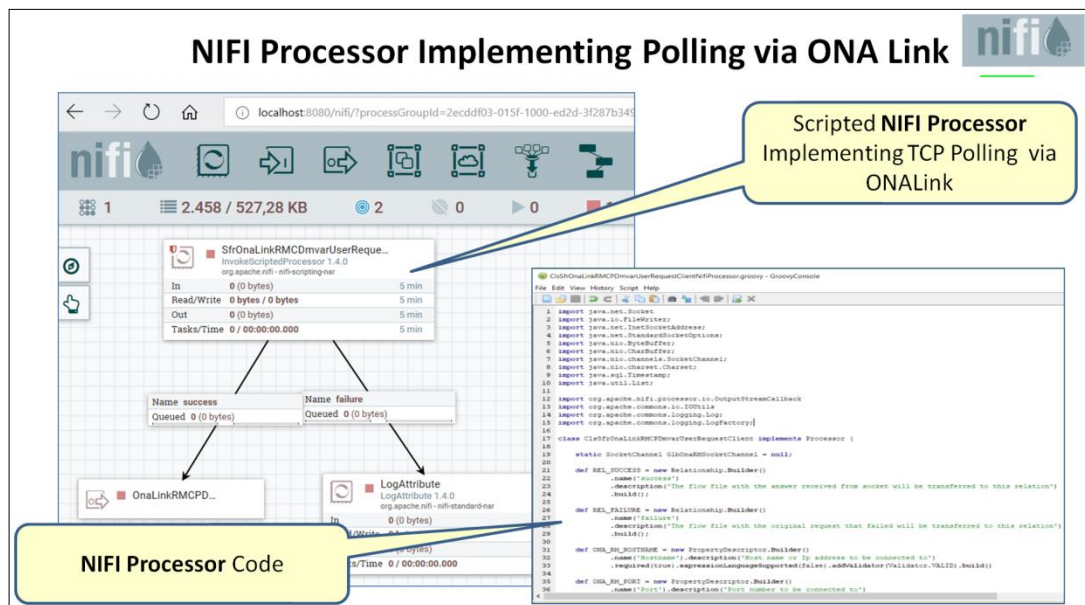 NIFI Processor Implementing Polling via ONA Link
nifi
localhost:8080/nifi/?processGroupId=2ecddf03-015f-1000-ed2d-3f287b349
nifi
1
2.458 / 527,28 KB
2
0
0
Scripted NIFI Processor
Implementing TCP Polling via
ONALink
SfrOnaLinkRMCDmvarUserReque...
InvokeScriptedProcessor 1.4.0
org.apache.nifi - nifi-scripting-nar
In 0 (0 bytes) 5 min
Read/Write 0 bytes / 0 bytes 5 min
Out 0 (0 bytes) 5 min
Tasks/Time 0 / 00:00:00.000 5 min
Name success
Queued 0 (0 bytes)
Name failure
Queued 0 (0 bytes)
OnaLinkRMCPD...
LogAttribute
LogAttribute 1.4.0
org.apache.nifi - nifi-standard-nar
In 0 (0 bytes)
0 bytes
s/Time 0 / 00:00:00.000
NIFI Processor Code
ClsSfrOnaLinkRMCPDmvarUserRequestClientNifiProcessor.groovy - GroovyConsole
File Edit View History Script Help
1 import java.net.Socket
2 import java.io.FileWriter;
3 import java.net.InetSocketAddress;
4 import java.net.StandardSocketOptions;
5 import java.nio.ByteBuffer;
6 import java.nio.CharBuffer;
7 import java.nio.channels.SocketChannel;
8 import java.nio.charset.Charset;
9 import java.sql.Timestamp;
10 import java.util.List;
11
12 import org.apache.nifi.processor.io.OutputStreamCallback
13 import org.apache.commons.io.IOUtils
14 import org.apache.commons.logging.Log;
15 import org.apache.commons.logging.LogFactory;
16
17 class ClsSfrOnaLinkRMCPDmvarUserRequestClient implements Processor {
18
19 static SocketChannel GlbOnaRMSocketChannel = null;
20
21 def REL_SUCCESS = new Relationship.Builder()
22 .name('success')
23 .description('The flow file with the answer received from socket will be transferred to this relation')
24 .build();
25
26 def REL_FAILURE = new Relationship.Builder()
27 .name('failure')
28 .description('The flow file with the original request that failed will be transferred to this relation')
29 .build();
30
31 def ONA_RM_HOSTNAME = new PropertyDescriptor.Builder()
32 .name('Hostname').description('Host name or Ip address to be connected to')
33 .required(true).expressionLanguageSupported(false).addValidator(Validator.VALID).build()
34
35 def ONA_RM_PORT = new PropertyDescriptor.Builder()
36 .name('Port').description('Port number to be connected to')